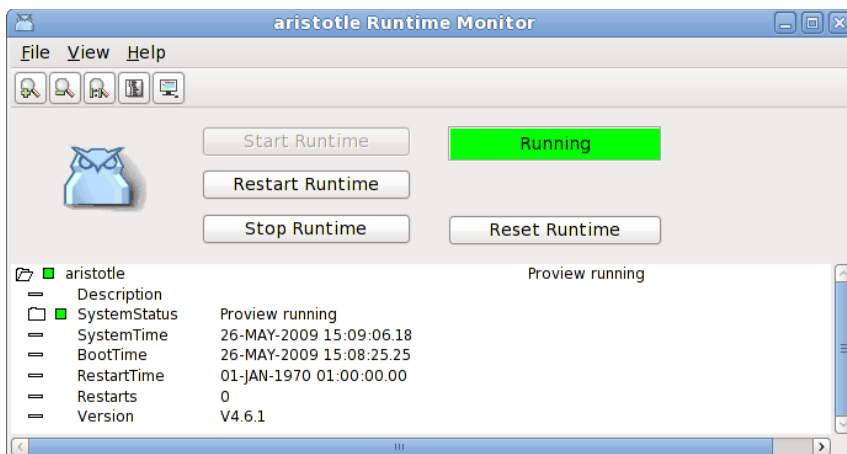 aristotle Runtime Monitor
File View Help
Start Runtime Running
Restart Runtime
Stop Runtime Reset Runtime
aristotle Proview running
Description
SystemStatus Proview running
SystemTime 26-MAY-2009 15:09:06.18
BootTime 26-MAY-2009 15:08:25.25
RestartTime 01-JAN-1970 01:00:00.00
Restarts 0
Version V4.6.1